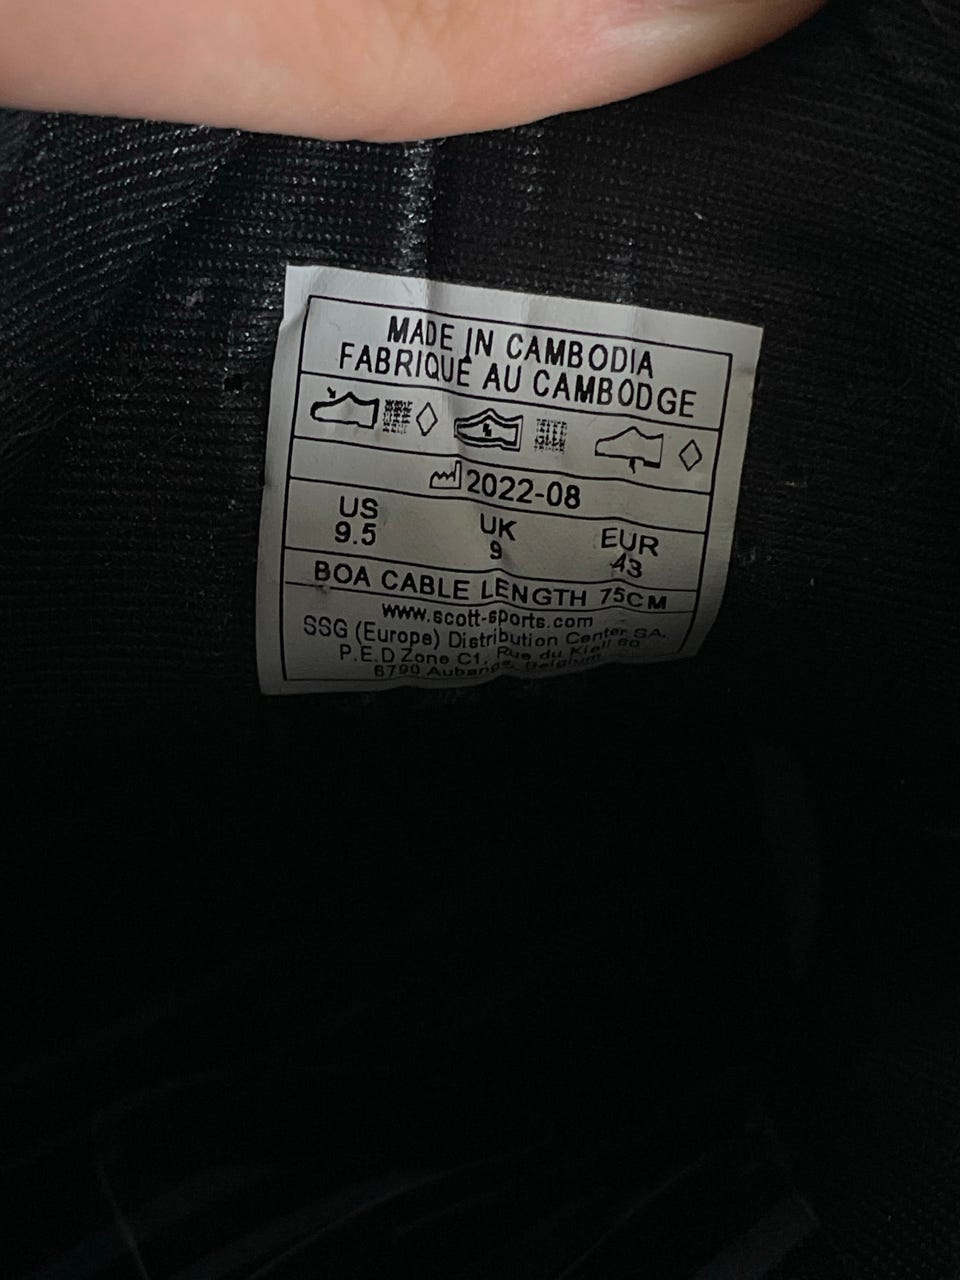 MADE IN CAMBODIA
FABRIQUÉ AU CAMBODGE
2022-08
US UK EUR
9.5 9 43
BOA CABLE LENGTH 75CM
www.scott-sports.com
SSG (Europe) Distribution Center SA.
P.E.D Zone C1, Rue du Kiell 60
6790 Aubange, Belgium